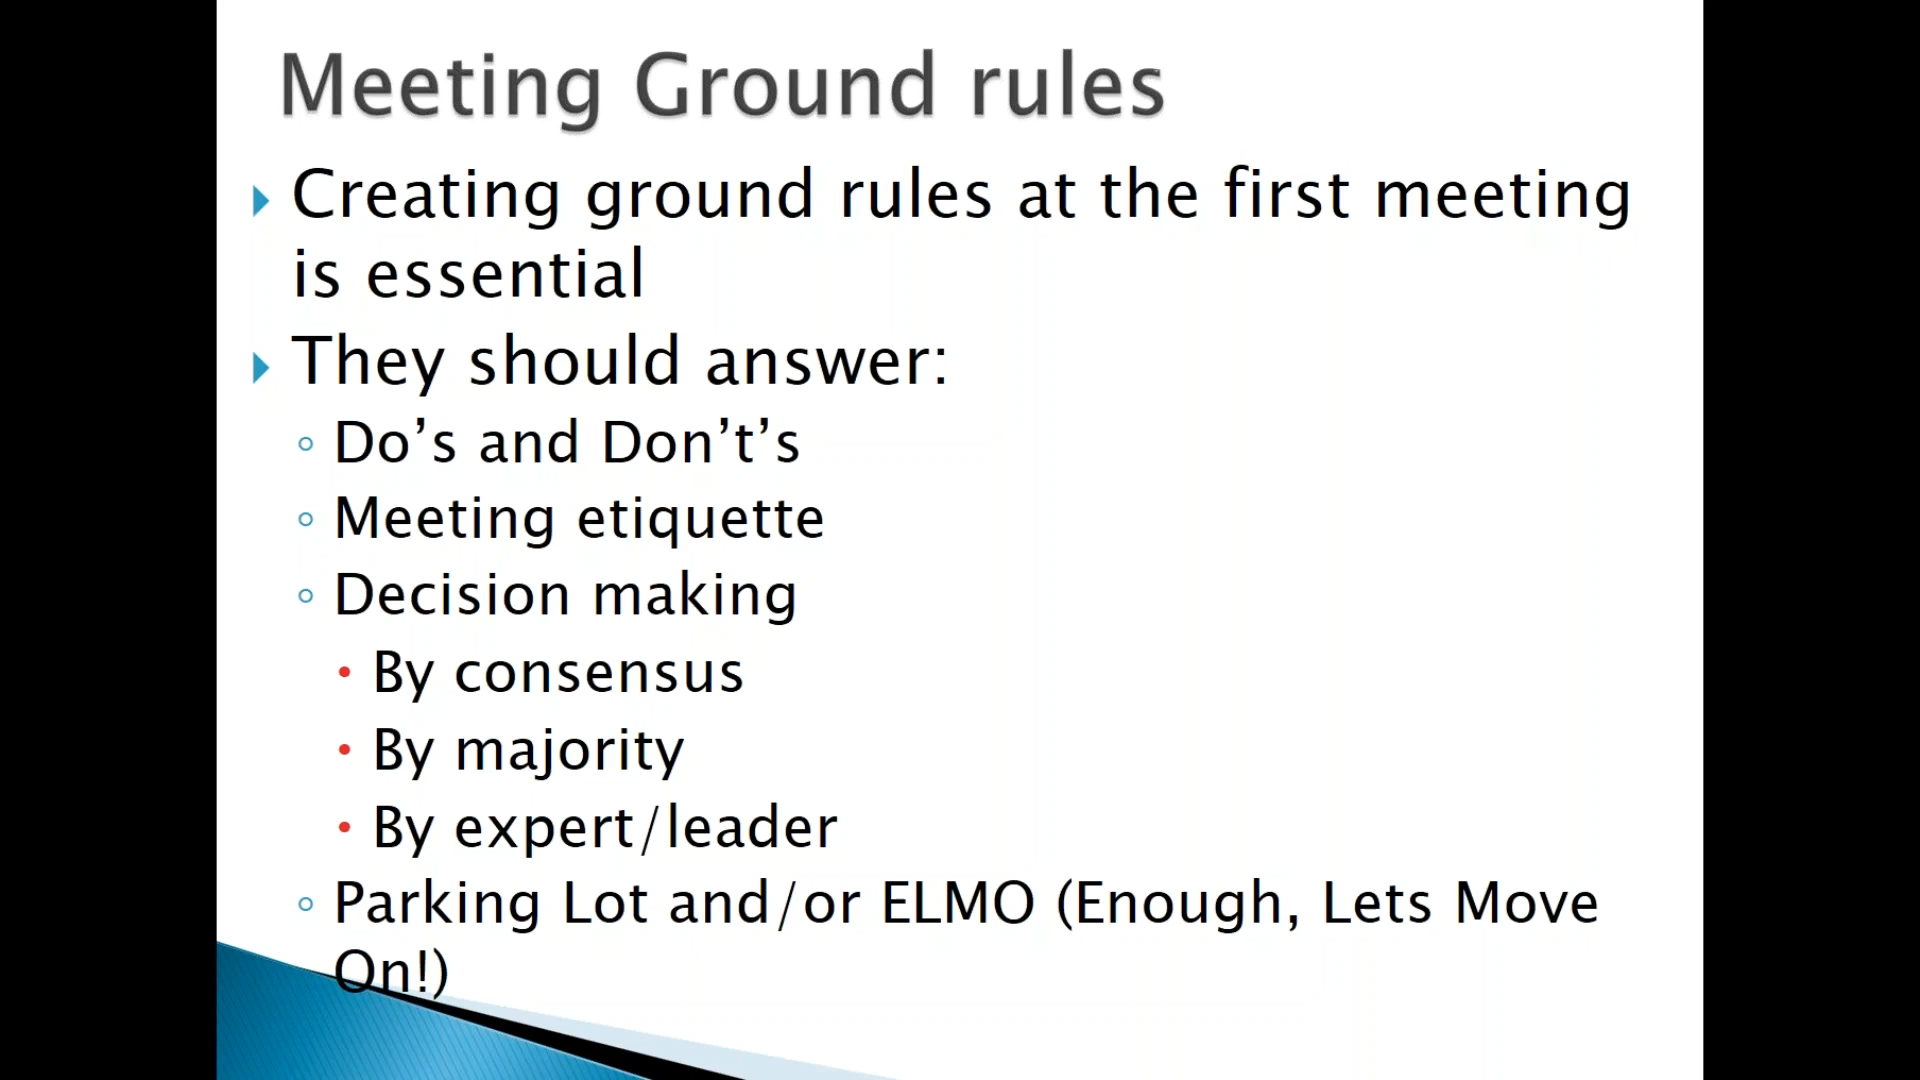 Meeting Ground rules
Creating ground rules at the first meeting
is essential
They should answer:
Do’s and Don’t’s
Meeting etiquette
Decision making
By consensus
By majority
By expert/leader
Parking Lot and/or ELMO (Enough, Lets Move
On!)